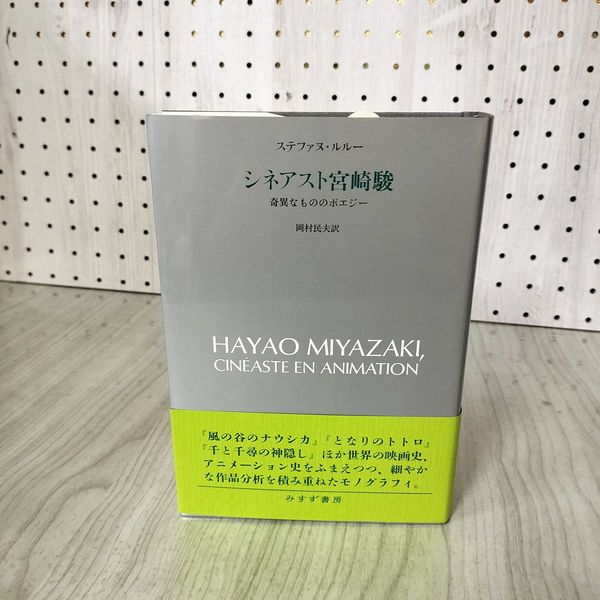 ステファヌ・ルルー
シネアスト宮崎駿
奇異なもののポエジー
岡村民夫訳
HAYAO MIYAZAKI,
CINÉASTE EN ANIMATION
『風の谷のナウシカ』『となりのトトロ』
『千と千尋の神隠し』ほか世界の映画史、
アニメーション史をふまえつつ、細やか
な作品分析を積み重ねたモノグラフィ。
みすず書房